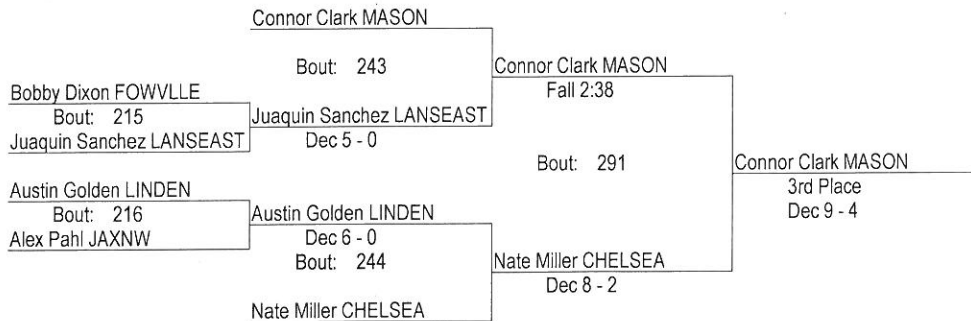 Connor Clark MASON
Bout: 243
Connor Clark MASON
Fall 2:38
Bobby Dixon FOWVLLE
Bout: 215
Juaquin Sanchez LANSEAST
Juaquin Sanchez LANSEAST
Dec 5 - 0
Bout: 291
Connor Clark MASON
3rd Place
Dec 9 - 4
Austin Golden LINDEN
Bout: 216
Alex Pahl JAXNW
Austin Golden LINDEN
Dec 6 - 0
Bout: 244
Nate Miller CHELSEA
Dec 8 - 2
Nate Miller CHELSEA